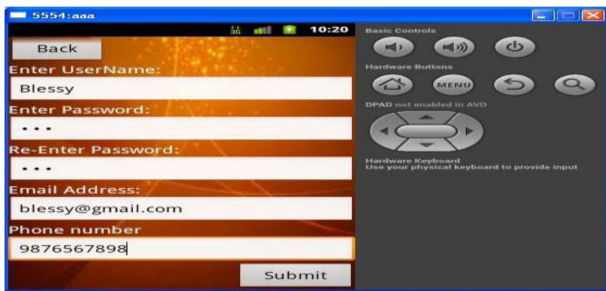 5554:aaa
3G 10:20
Back
Enter UserName:
Blessy
Enter Password:
•••
Re-Enter Password:
•••
Email Address:
blessy@gmail.com
Phone number
9876567898
Submit
Basic Controls
Hardware Buttons
MENU
DPAD not enabled in AVD
Hardware Keyboard
Use your physical keyboard to provide input